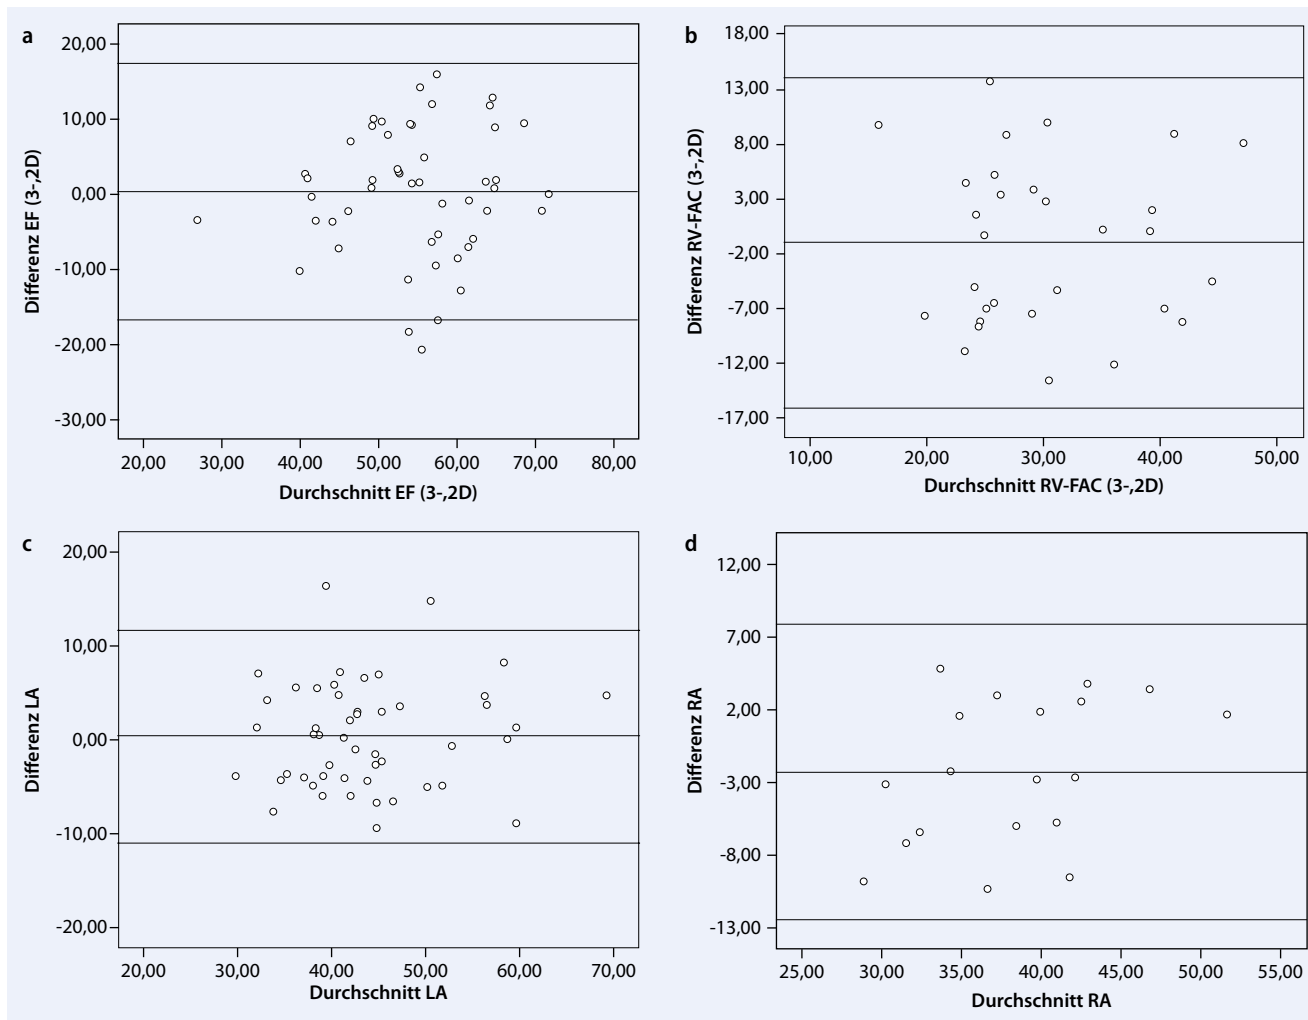 a
20,00
10,00
0,00
-10,00
-20,00
-30,00
Differenz EF (3-,2D)
20,00 30,00 40,00 50,00 60,00 70,00 80,00
Durchschnitt EF (3-,2D)
b
18,00
13,00
8,00
3,00
-2,00
-7,00
-12,00
-17,00
Differenz RV-FAC (3-,2D)
10,00 20,00 30,00 40,00 50,00
Durchschnitt RV-FAC (3-,2D)
c
20,00
10,00
0,00
-10,00
-20,00
Differenz LA
20,00 30,00 40,00 50,00 60,00 70,00
Durchschnitt LA
d
12,00
7,00
2,00
-3,00
-8,00
-13,00
Differenz RA
25,00 30,00 35,00 40,00 45,00 50,00 55,00
Durchschnitt RA